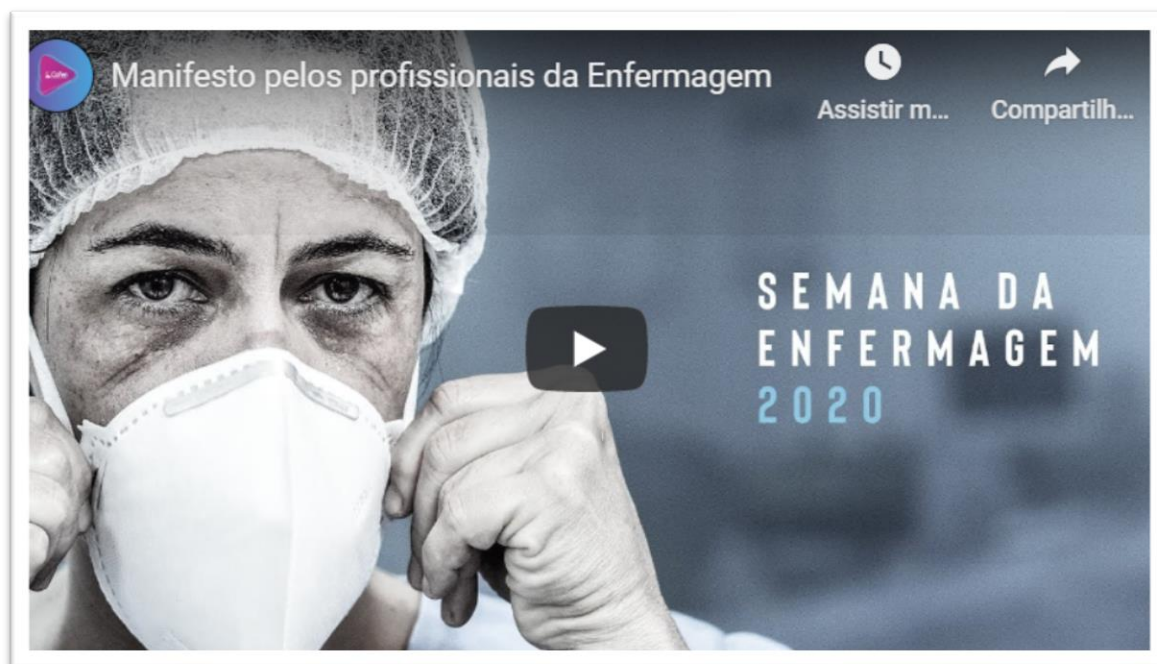 Manifesto pelos profissionais da Enfermagem
Assistir m...
Compartilh...
SEMANA DA
ENFERMAGEM
2020